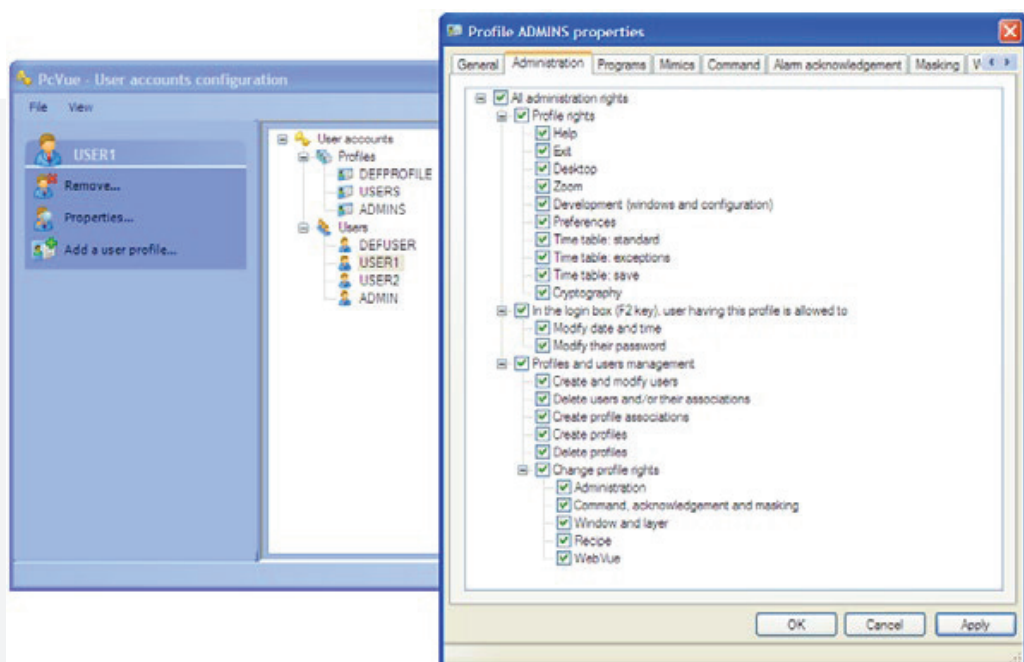 PcVue - User accounts configuration
File View
USER1
Remove...
Properties...
Add a user profile...
User accounts
Profiles
DEFPROFILE
USERS
ADMINS
Users
DEFUSER
USER1
USER2
ADMIN
Profile ADMINS properties
General Administration Programs Mimics Command Alarm acknowledgement Masking
All administration rights
Profile rights
Help
Exit
Desktop
Zoom
Development (windows and configuration)
Preferences
Time table: standard
Time table: exceptions
Time table: save
Cryptography
In the login box (F2 key), user having this profile is allowed to
Modify date and time
Modify their password
Profiles and users management
Create and modify users
Delete users and/or their associations
Create profile associations
Create profiles
Delete profiles
Change profile rights
Administration
Command, acknowledgement and masking
Window and layer
Recipe
WebVue
OK Cancel Apply